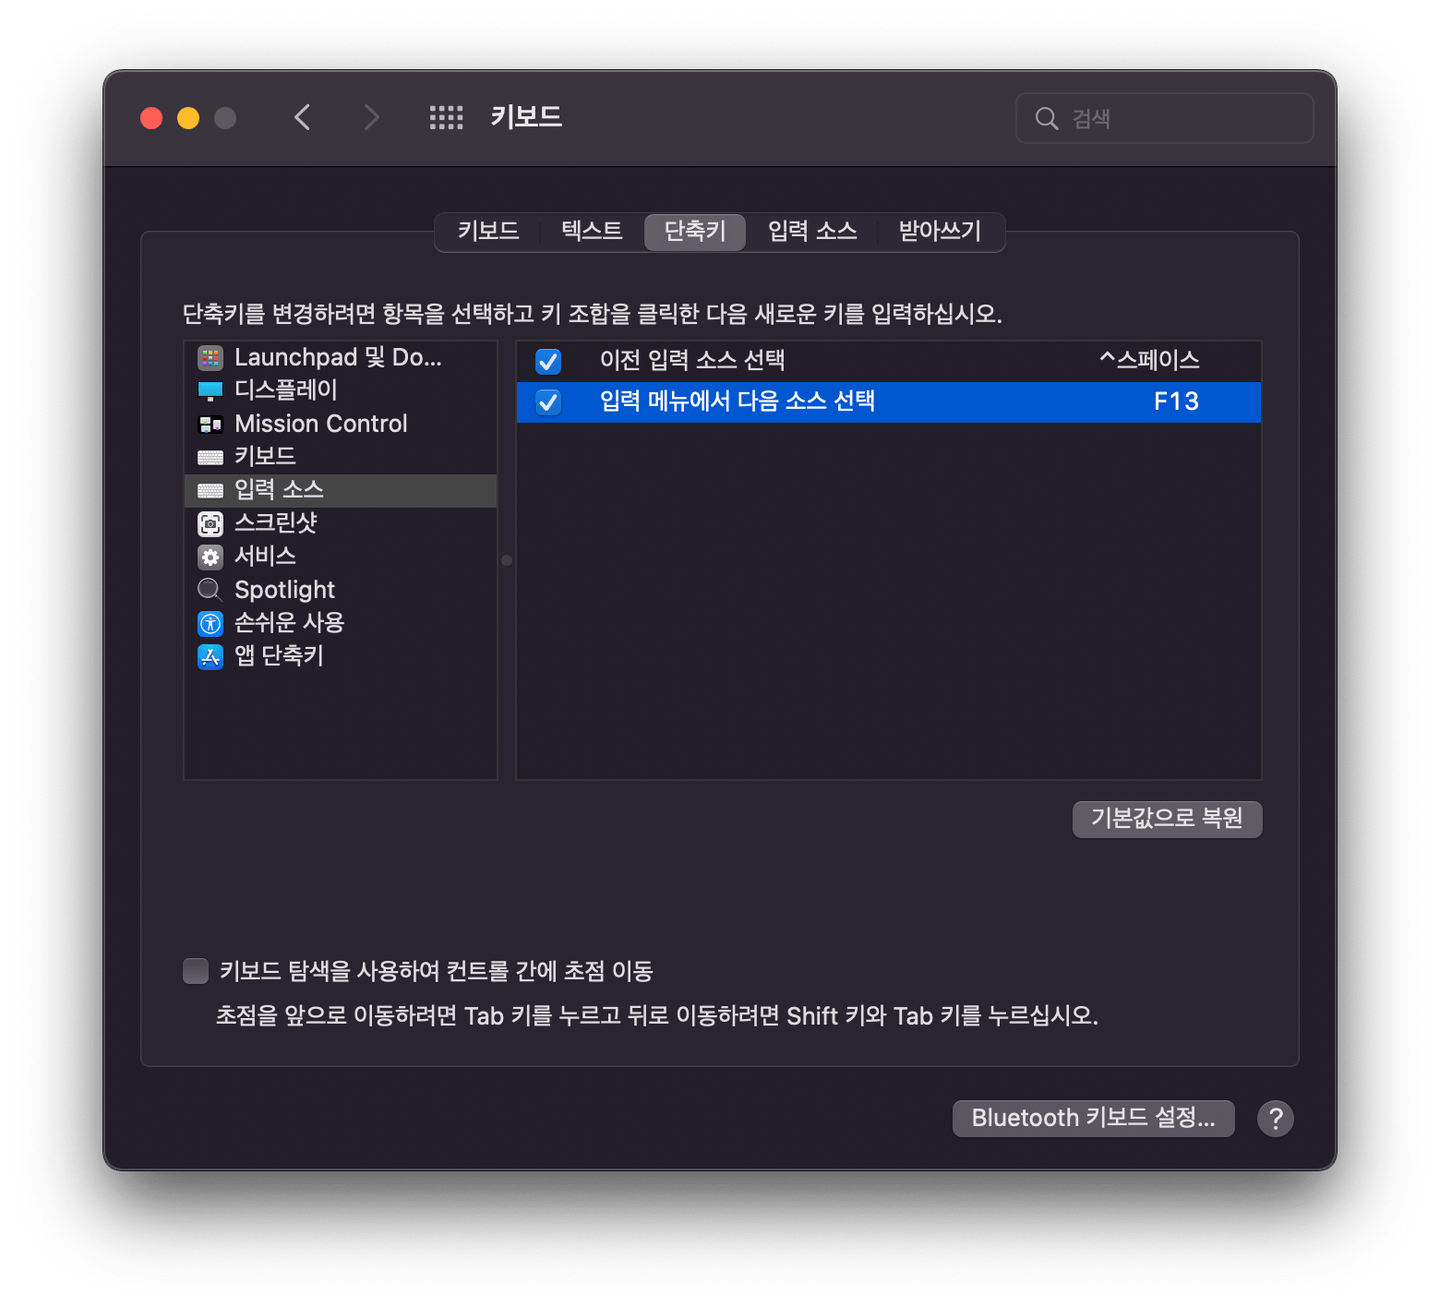 키보드
검색
키보드 텍스트 단축키 입력 소스 받아쓰기
단축키를 변경하려면 항목을 선택하고 키 조합을 클릭한 다음 새로운 키를 입력하십시오.
Launchpad 및 Do...
디스플레이
Mission Control
키보드
입력 소스
스크린샷
서비스
Spotlight
손쉬운 사용
앱 단축키
이전 입력 소스 선택 ^스페이스
입력 메뉴에서 다음 소스 선택 F13
기본값으로 복원
키보드 탐색을 사용하여 컨트롤 간에 초점 이동
초점을 앞으로 이동하려면 Tab 키를 누르고 뒤로 이동하려면 Shift 키와 Tab 키를 누르십시오.
Bluetooth 키보드 설정... ?